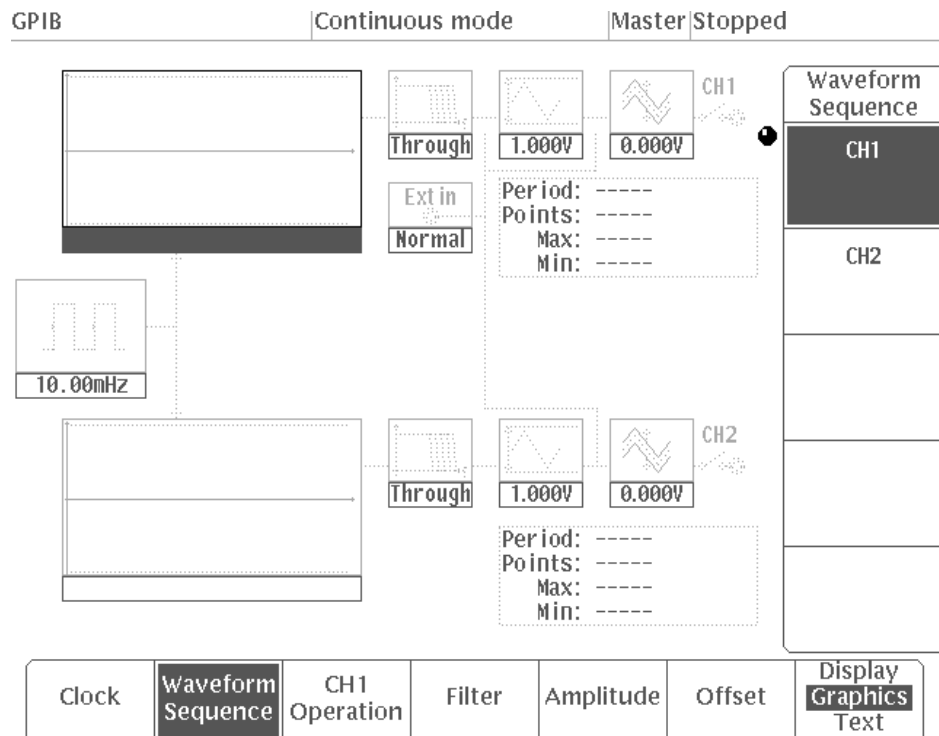 GPIB Continuous mode Master Stopped
Waveform
Sequence
CH1
CH2
CH1
Through
1.000V
0.000V
Ext in
Normal
Period: -----
Points: -----
Max: -----
Min: -----
10.00mHz
CH2
Through
1.000V
0.000V
Period: -----
Points: -----
Max: -----
Min: -----
Clock
Waveform
Sequence
CH1
Operation
Filter
Amplitude
Offset
Display
Graphics
Text